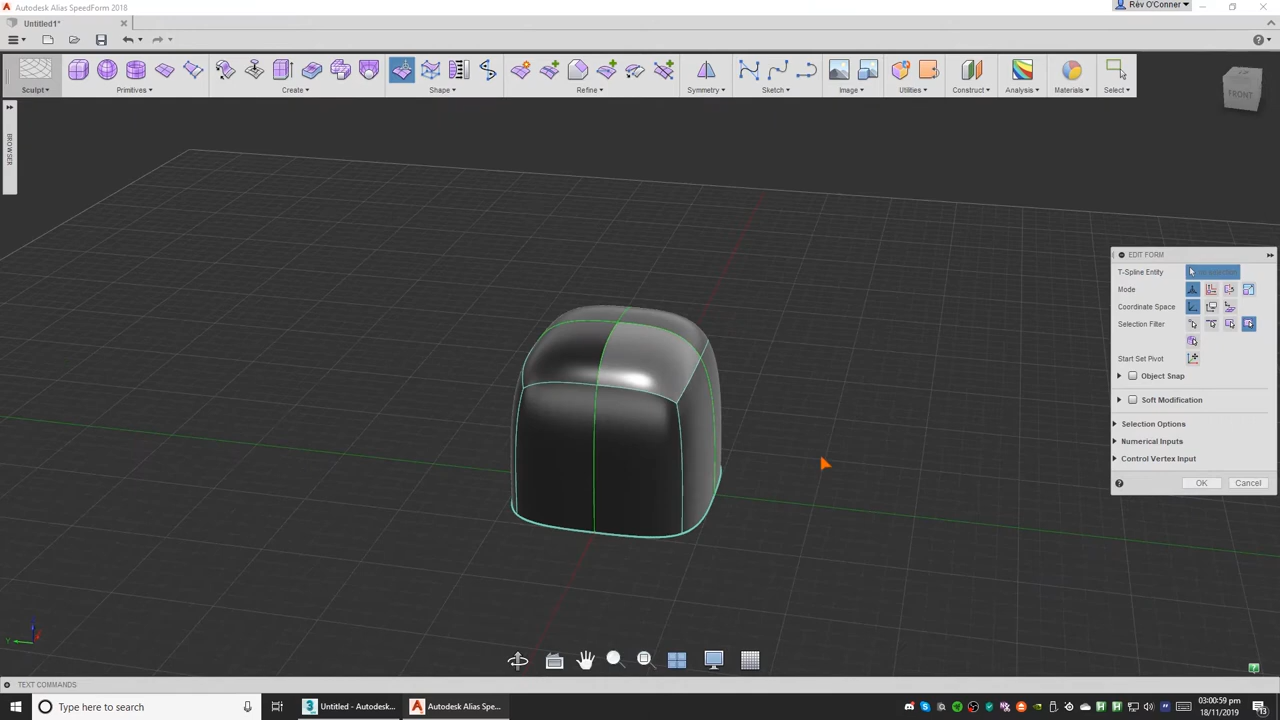 Autodesk Alias SpeedForm 2018
Rèv O'Conner
Untitled1*
Sculpt
Primitives
Create
Shape
Refine
Symmetry
Sketch
Image
Utilities
Construct
Analysis
Materials
Select
BROWSER
FRONT
EDIT FORM
T-Spline Entity
Mode
Coordinate Space
Selection Filter
Start Set Pivot
Object Snap
Soft Modification
Selection Options
Numerical Inputs
Control Vertex Input
OK
Cancel
Y
TEXT COMMANDS
Type here to search
Untitled - Autodesk...
Autodesk Alias Spe...
03:00:59 PM
18/11/2019